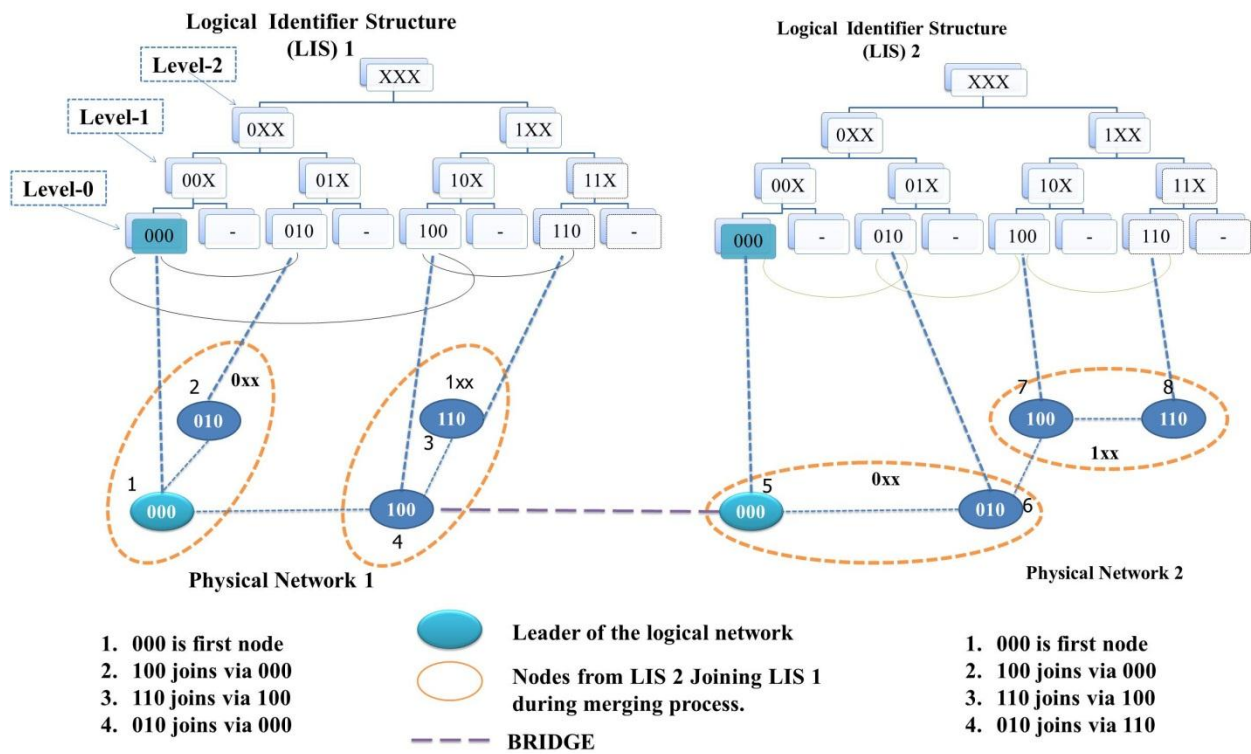 Logical Identifier Structure
(LIS) 1
Logical Identifier Structure
(LIS) 2
Level-2
XXX
XXX
Level-1
0XX
1XX
0XX
1XX
Level-0
00X
01X
10X
11X
00X
01X
10X
11X
000
-
010
-
100
-
110
-
000
-
010
-
100
-
110
-
2
0xx
010
1
000
1xx
110
3
100
4
7
100
8
110
1xx
0xx
5
000
010
6
Physical Network 1
Physical Network 2
1. 000 is first node
2. 100 joins via 000
3. 110 joins via 100
4. 010 joins via 000
Leader of the logical network
Nodes from LIS 2 Joining LIS 1
during merging process.
BRIDGE
1. 000 is first node
2. 100 joins via 000
3. 110 joins via 100
4. 010 joins via 110